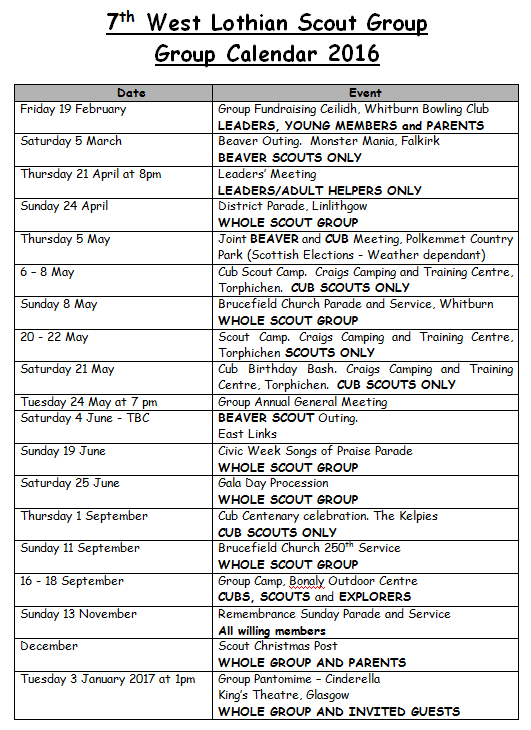 7th West Lothian Scout Group
Group Calendar 2016
Date Event
Friday 19 February Group Fundraising Ceilidh, Whitburn Bowling Club
LEADERS, YOUNG MEMBERS and PARENTS
Saturday 5 March Beaver Outing. Monster Mania, Falkirk
BEAVER SCOUTS ONLY
Thursday 21 April at 8pm Leaders' Meeting
LEADERS/ADULT HELPERS ONLY
Sunday 24 April District Parade, Linlithgow
WHOLE SCOUT GROUP
Thursday 5 May Joint BEAVER and CUB Meeting, Polkemmet Country
Park (Scottish Elections - Weather dependant)
6 – 8 May Cub Scout Camp. Craigs Camping and Training Centre,
Torphichen. CUB SCOUTS ONLY
Sunday 8 May Brucefield Church Parade and Service, Whitburn
WHOLE SCOUT GROUP
20 – 22 May Scout Camp. Craigs Camping and Training Centre,
Torphichen SCOUTS ONLY
Saturday 21 May Cub Birthday Bash. Craigs Camping and Training
Centre, Torphichen. CUB SCOUTS ONLY
Tuesday 24 May at 7 pm Group Annual General Meeting
Saturday 4 June - TBC BEAVER SCOUT Outing.
East Links
Sunday 19 June Civic Week Songs of Praise Parade
WHOLE SCOUT GROUP
Saturday 25 June Gala Day Procession
WHOLE SCOUT GROUP
Thursday 1 September Cub Centenary celebration. The Kelpies
CUB SCOUTS ONLY
Sunday 11 September Brucefield Church 250th Service
WHOLE SCOUT GROUP
16 - 18 September Group Camp, Bonaly Outdoor Centre
CUBS, SCOUTS and EXPLORERS
Sunday 13 November Remembrance Sunday Parade and Service
All willing members
December Scout Christmas Post
WHOLE GROUP AND PARENTS
Tuesday 3 January 2017 at 1pm Group Pantomime – Cinderella
King's Theatre, Glasgow
WHOLE GROUP AND INVITED GUESTS